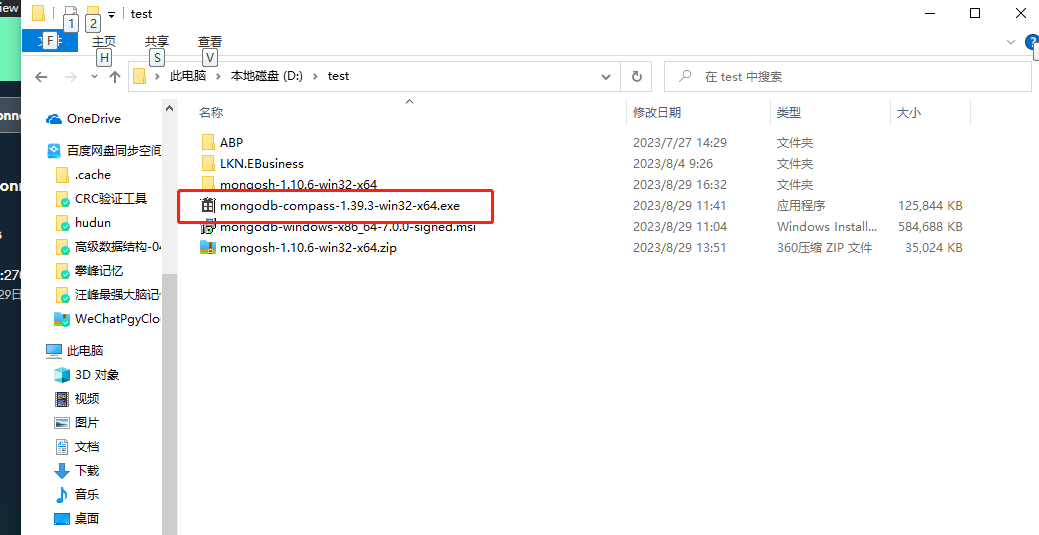 iew
1 2 test
F
主页 共享 查看
H S V
此电脑 本地磁盘 (D:) test
在 test 中搜索
名称 修改日期 类型 大小
ABP 2023/7/27 14:29 文件夹
LKN.EBusiness 2023/8/4 9:26 文件夹
mongosh-1.10.6-win32-x64 2023/8/29 16:32 文件夹
mongodb-compass-1.39.3-win32-x64.exe 2023/8/29 11:41 应用程序 125,844 KB
mongodb-windows-x86_64-7.0.0-signed.msi 2023/8/29 11:41 Windows Install... 584,688 KB
mongosh-1.10.6-win32-x64.zip 2023/8/29 13:51 360压缩 ZIP 文件 35,024 KB
OneDrive
百度网盘同步空间
.cache
CRC验证工具
hudun
高级数据结构-04
攀峰记忆
汪峰最强大脑记
WeChatPgyClo
此电脑
3D 对象
视频
图片
文档
下载
音乐
桌面
onne
onn
s
:270
29日